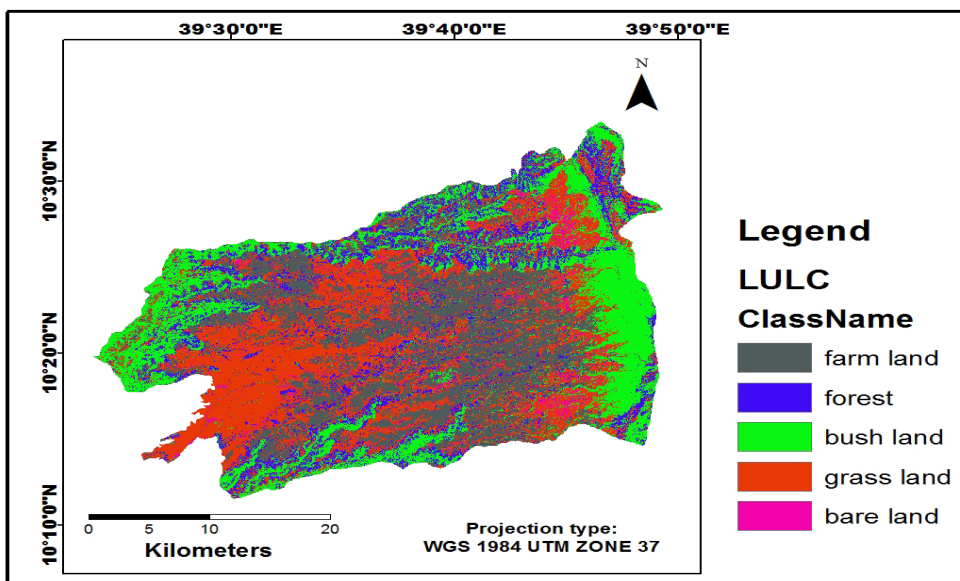 39°30'0"E 39°40'0"E 39°50'0"E
N
10°30'0"N
10°20'0"N
10°10'0"N
0 5 10 20
Kilometers
Projection type:
WGS 1984 UTM ZONE 37
Legend
LULC
ClassName
farm land
forest
bush land
grass land
bare land